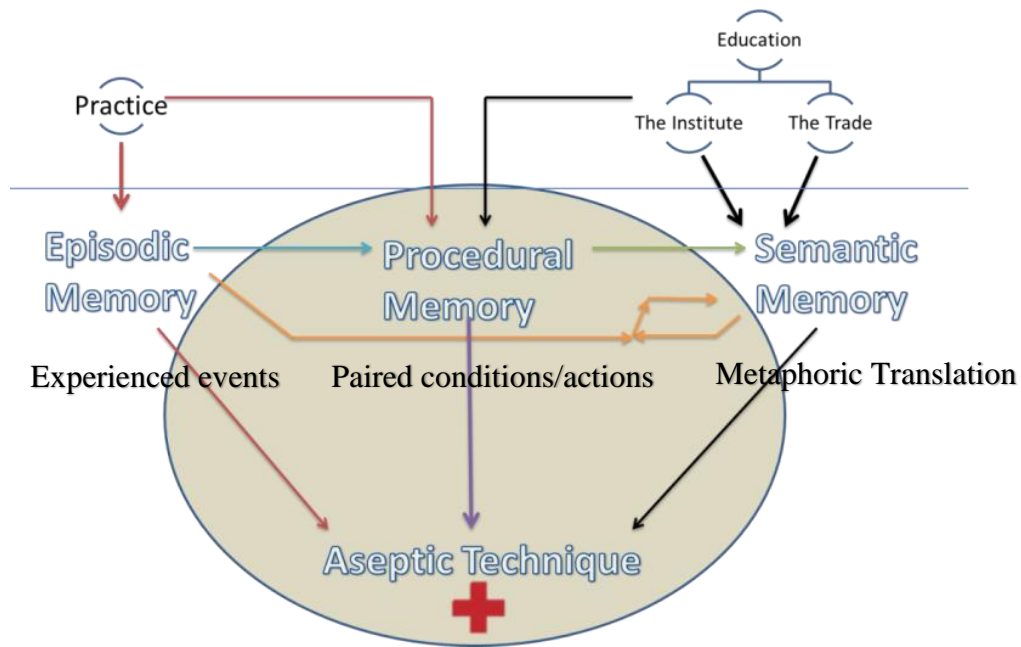 Education
Practice
The Institute
The Trade
Episodic
Memory
Procedural
Memory
Semantic
Memory
Experienced events
Paired conditions/actions
Metaphoric Translation
Aseptic Technique